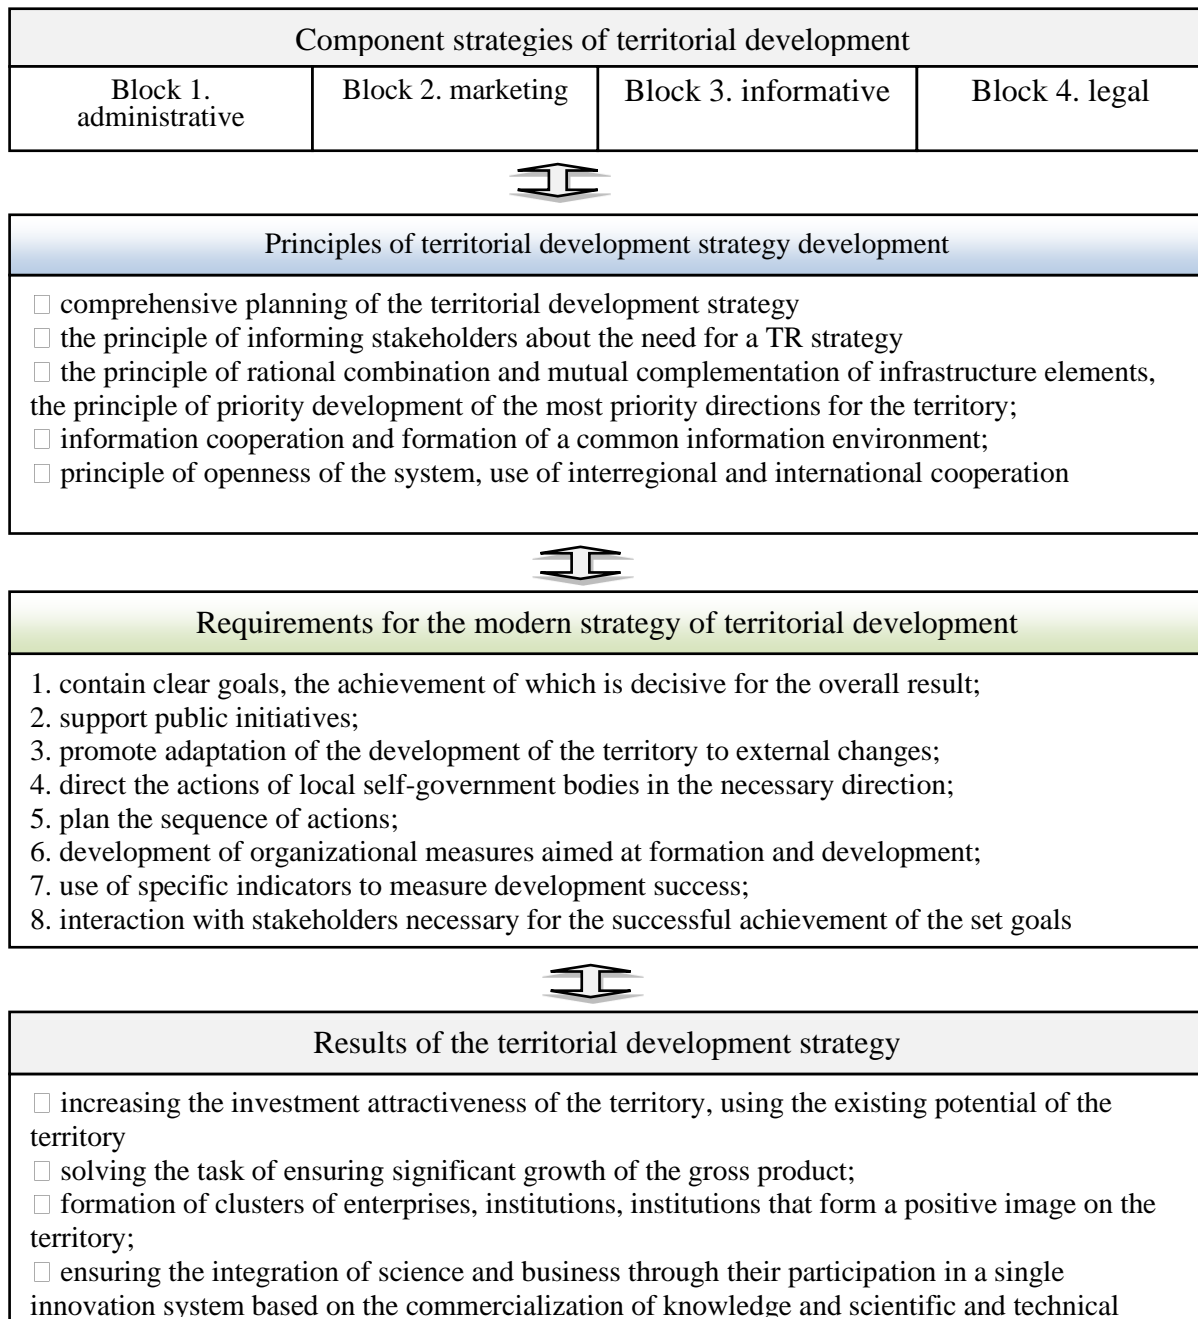 Component strategies of territorial development
Block 1.
administrative
Block 2. marketing
Block 3. informative
Block 4. legal
Principles of territorial development strategy development
□ comprehensive planning of the territorial development strategy
□ the principle of informing stakeholders about the need for a TR strategy
□ the principle of rational combination and mutual complementation of infrastructure elements,
the principle of priority development of the most priority directions for the territory;
□ information cooperation and formation of a common information environment;
□ principle of openness of the system, use of interregional and international cooperation
Requirements for the modern strategy of territorial development
1. contain clear goals, the achievement of which is decisive for the overall result;
2. support public initiatives;
3. promote adaptation of the development of the territory to external changes;
4. direct the actions of local self-government bodies in the necessary direction;
5. plan the sequence of actions;
6. development of organizational measures aimed at formation and development;
7. use of specific indicators to measure development success;
8. interaction with stakeholders necessary for the successful achievement of the set goals
Results of the territorial development strategy
□ increasing the investment attractiveness of the territory, using the existing potential of the
territory
□ solving the task of ensuring significant growth of the gross product;
□ formation of clusters of enterprises, institutions, institutions that form a positive image on the
territory;
□ ensuring the integration of science and business through their participation in a single
innovation system based on the commercialization of knowledge and scientific and technical